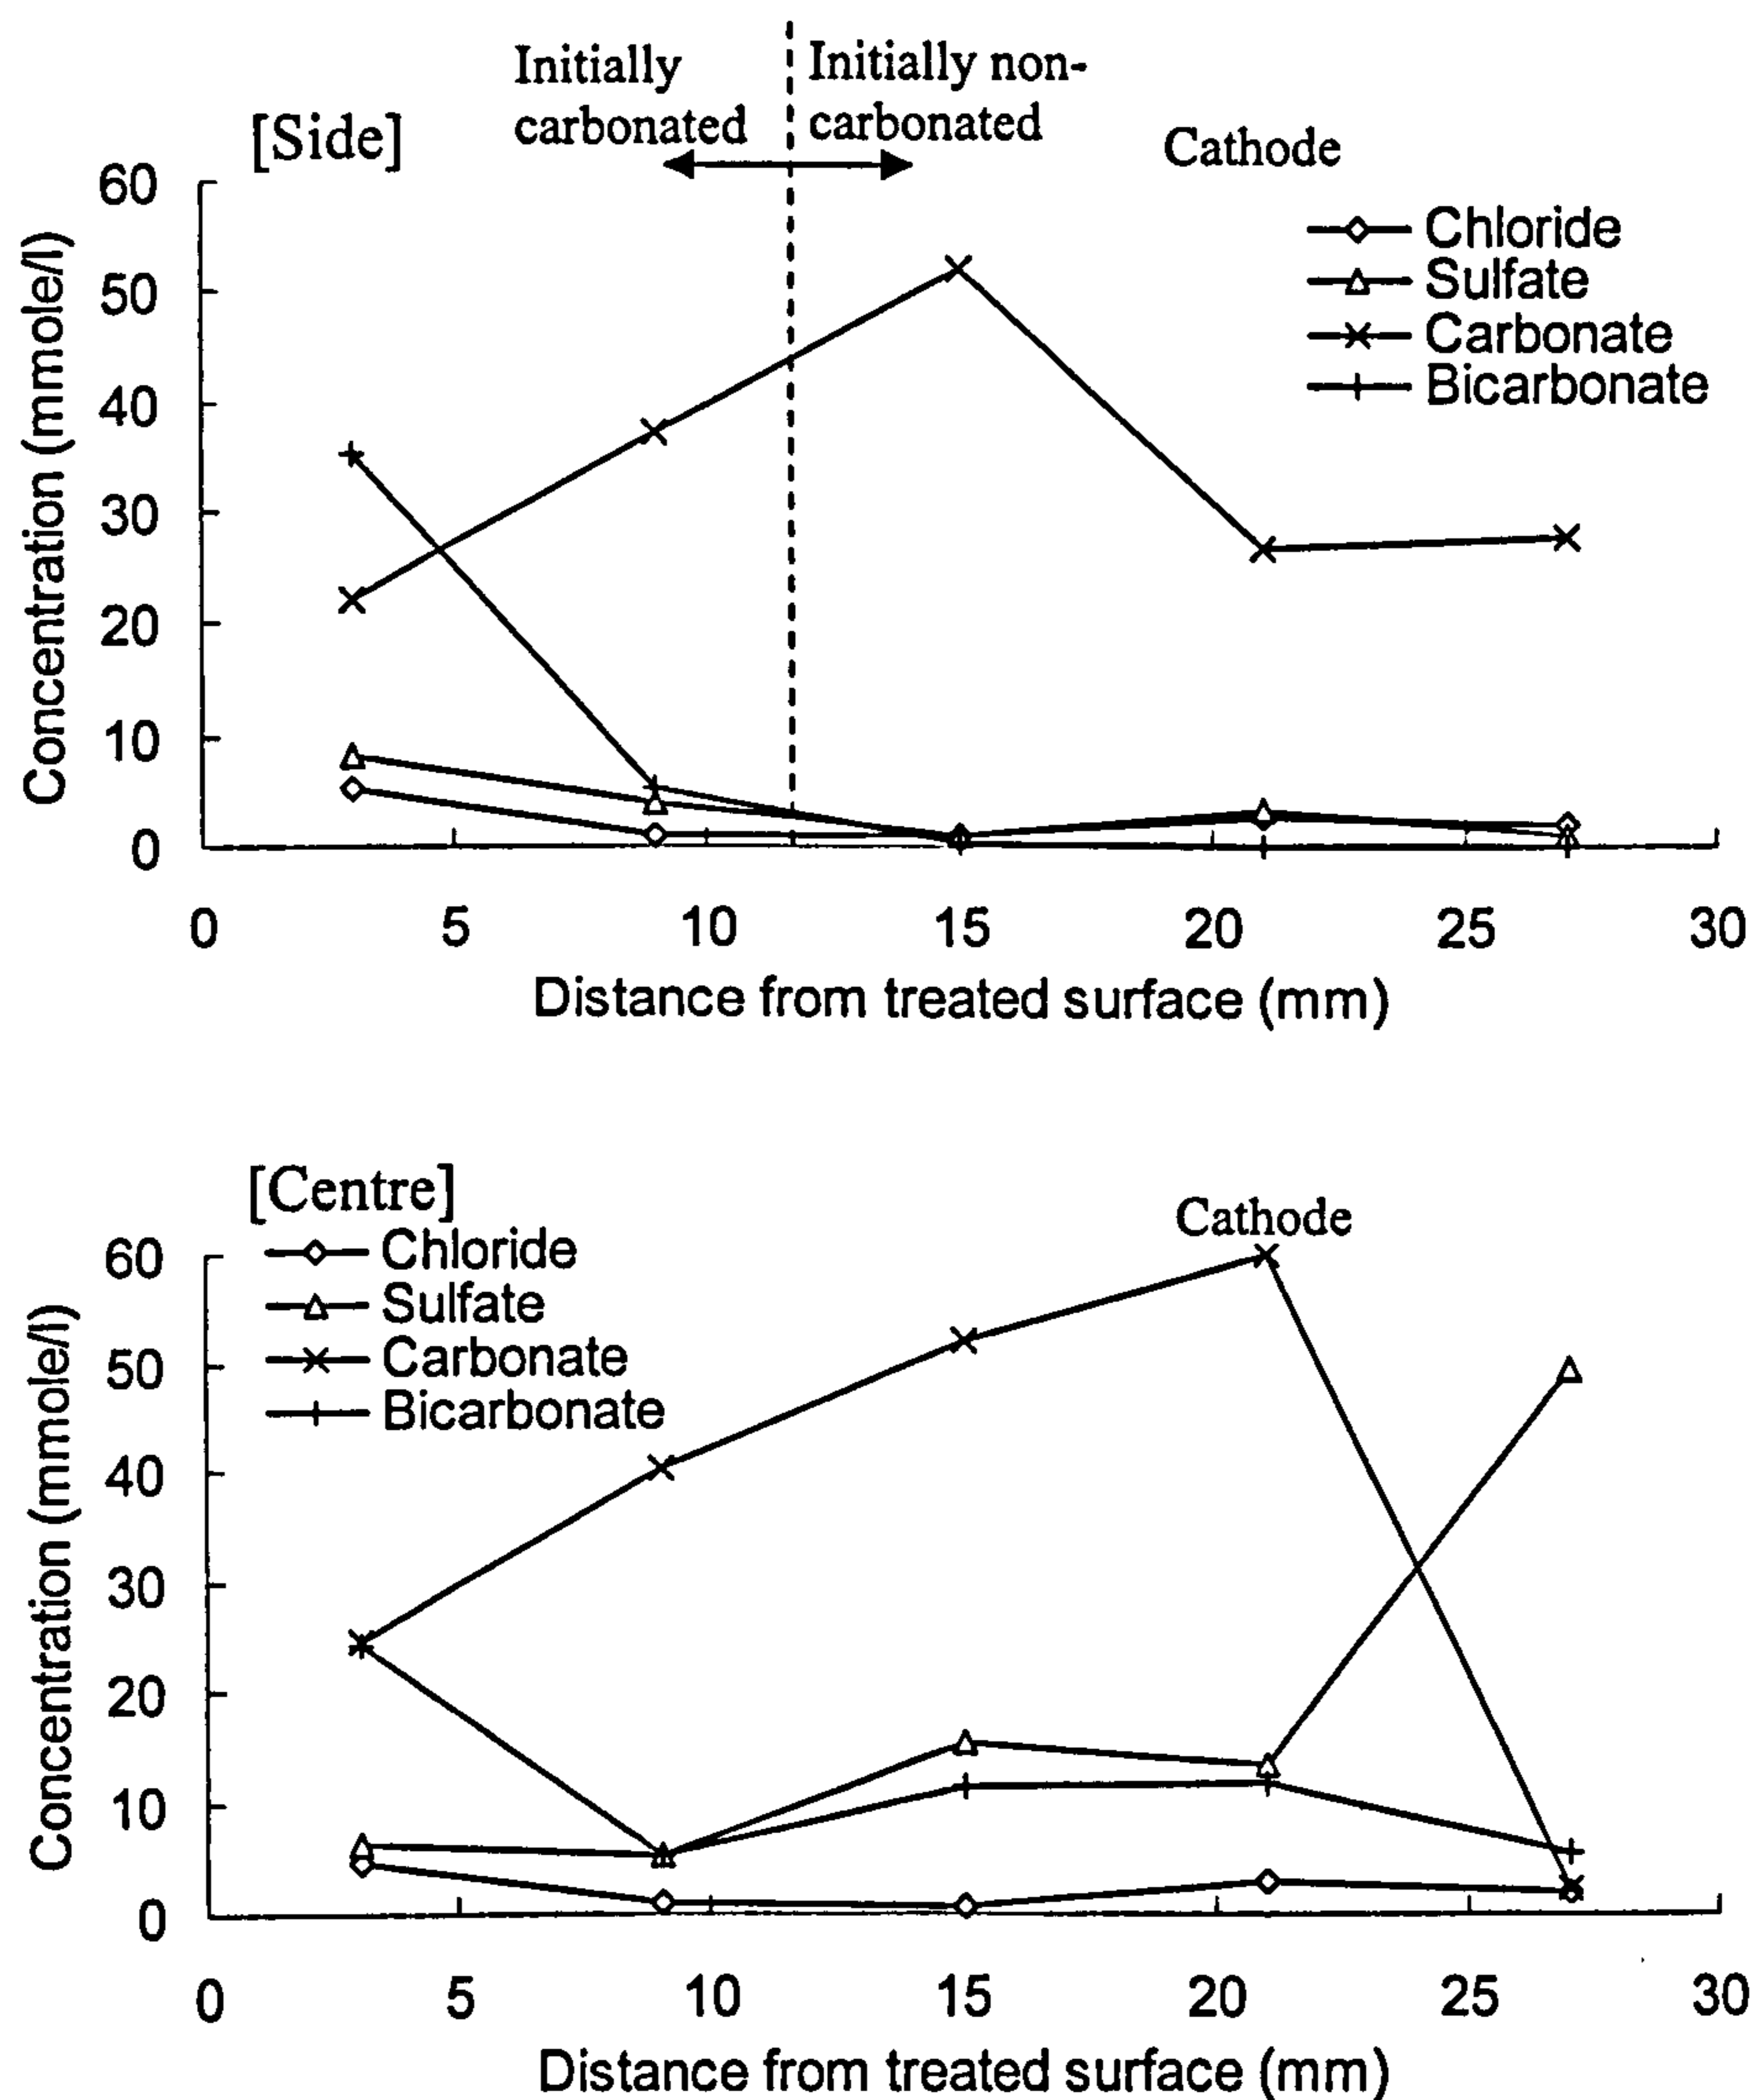 Initially
carbonated
Initially non-
carbonated
[Side]
Cathode
Chloride
Sulfate
Carbonate
Bicarbonate
Concentration (mmole/l)
60
50
40
30
20
10
0
0 5 10 15 20 25 30
Distance from treated surface (mm)
[Centre]
Chloride
Sulfate
Carbonate
Bicarbonate
Cathode
Concentration (mmole/l)
60
50
40
30
20
10
0
0 5 10 15 20 25 30
Distance from treated surface (mm)